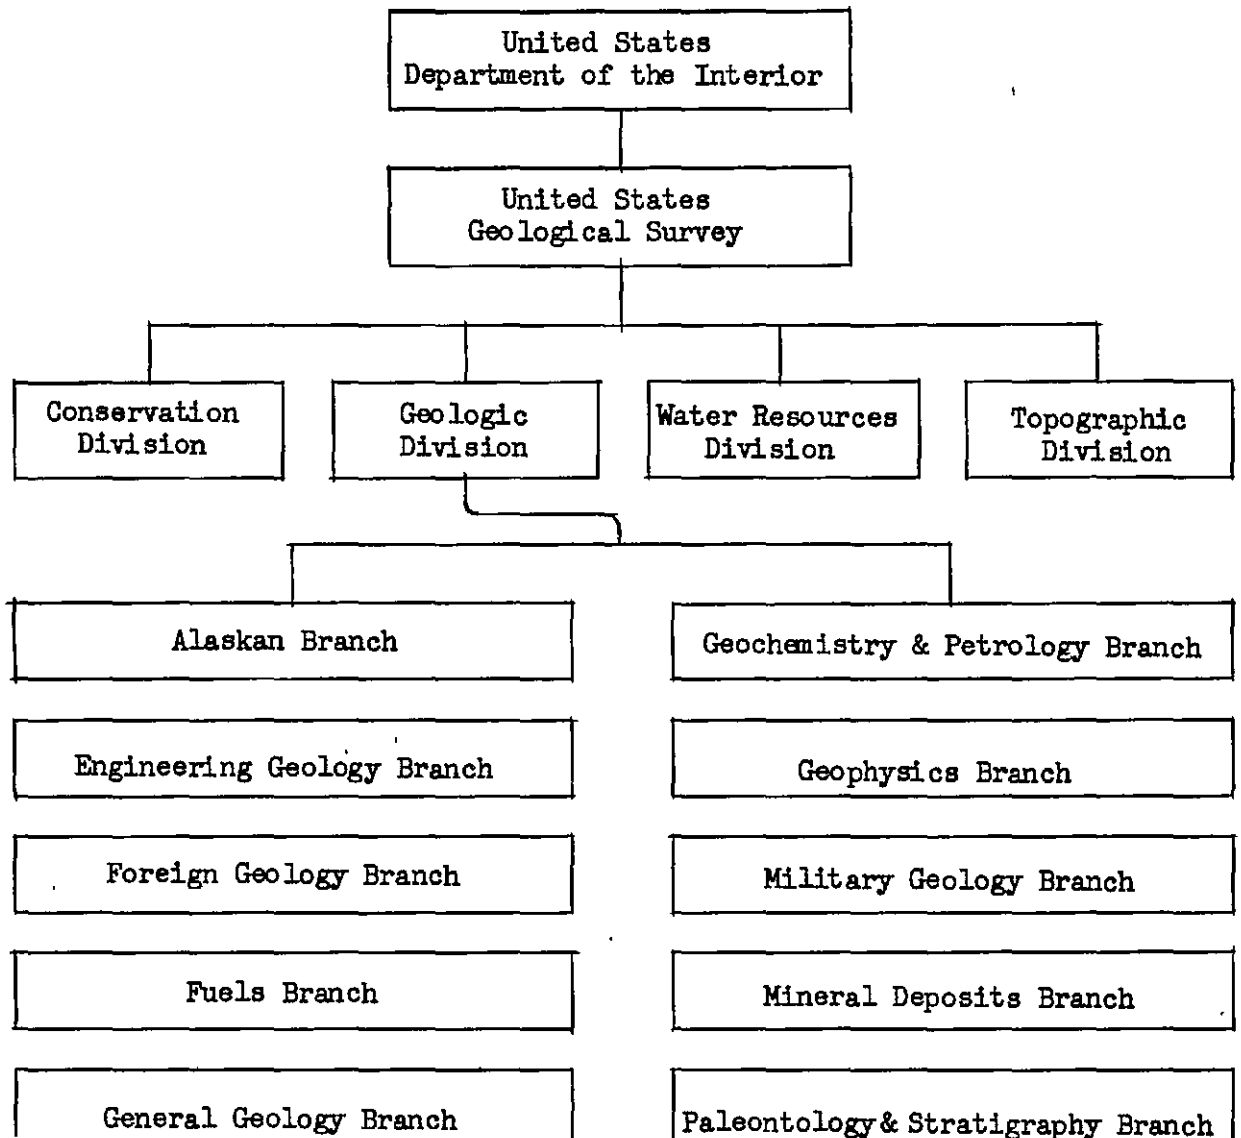 United States
Department of the Interior
United States
Geological Survey
Conservation
Division
Geologic
Division
Water Resources
Division
Topographic
Division
Alaskan Branch
Geochemistry & Petrology Branch
Engineering Geology Branch
Geophysics Branch
Foreign Geology Branch
Military Geology Branch
Fuels Branch
Mineral Deposits Branch
General Geology Branch
Paleontology & Stratigraphy Branch